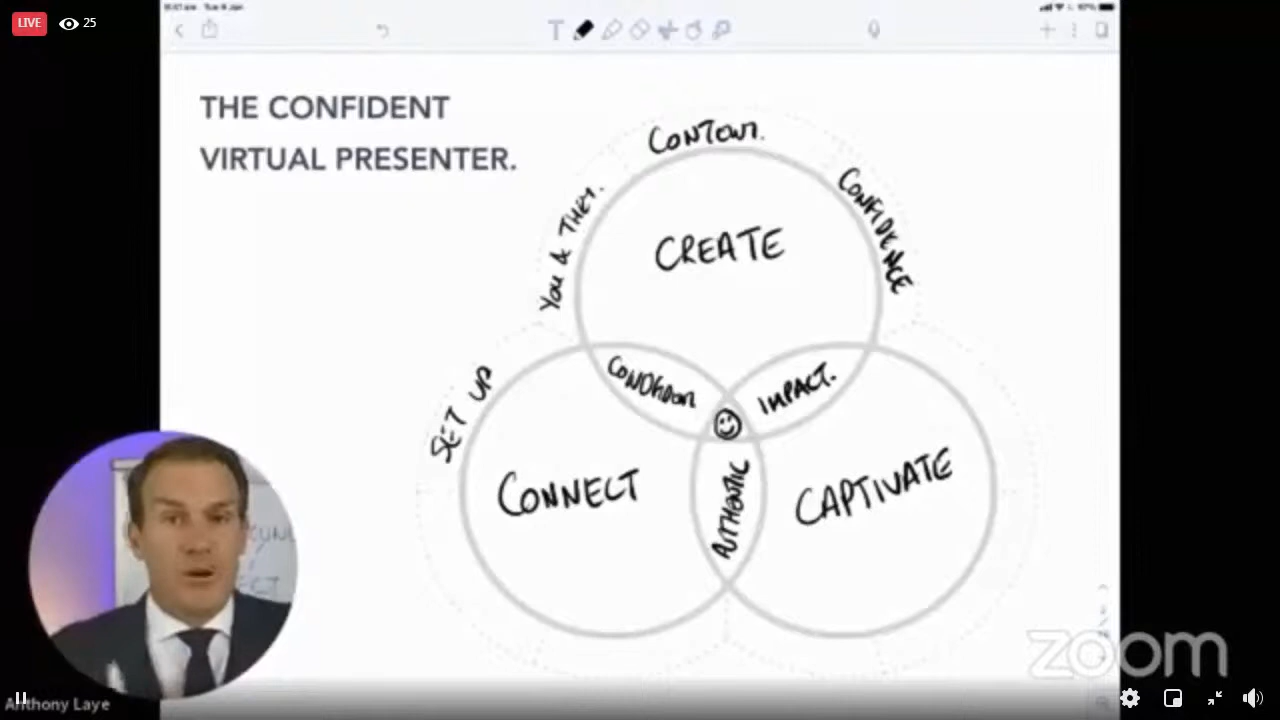 LIVE
25
THE CONFIDENT
VIRTUAL PRESENTER.
CONTENT.
YOU & THEY.
CONFIDENCE
CREATE
SET UP
CONDITION
IMPACT.
CONNECT
AUTHENTIC
CAPTIVATE
zoom
Anthony Laye